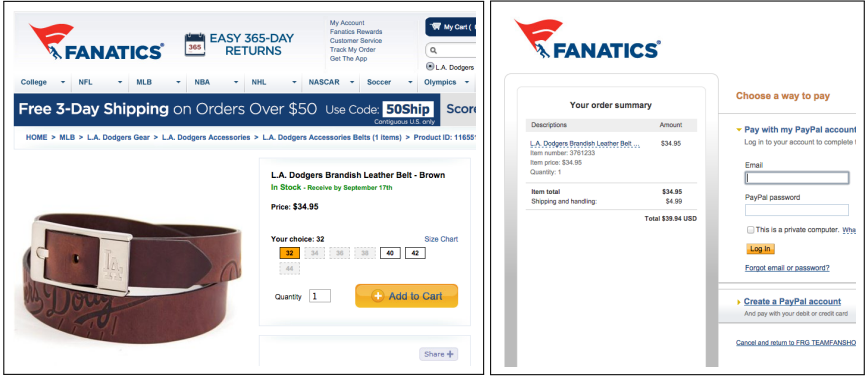 FANATICS
365
EASY 365-DAY
RETURNS
My Account
Fanatics Rewards
Customer Service
Track My Order
Get The App
My Cart (
L.A. Dodgers
College NFL MLB NBA NHL NASCAR Soccer Olympics
Free 3-Day Shipping on Orders Over $50 Use Code: 50Ship
Contiguous U.S. only
HOME > MLB > L.A. Dodgers Gear > L.A. Dodgers Accessories > L.A. Dodgers Accessories Belts (1 items) > Product ID:
L.A. Dodgers Brandish Leather Belt - Brown
In Stock - Receive by September 17th
Price: $34.95
Your choice: 32
Size Chart
32 34 36 38 40 42
44
Quantity 1
Add to Cart
Share
LA
FANATICS
Your order summary
Descriptions Amount
L.A. Dodgers Brandish Leather Belt ... $34.95
Item number: 3761233
Item price: $34.95
Quantity: 1
Item total $34.95
Shipping and handling: $4.99
Total $39.94 USD
Choose a way to pay
Pay with my PayPal account
Log in to your account to complete
Email
PayPal password
This is a private computer.
Log In
Forgot email or password?
Create a PayPal account
And pay with your debit or credit card
Cancel and return to FRG TEAMFANSHO